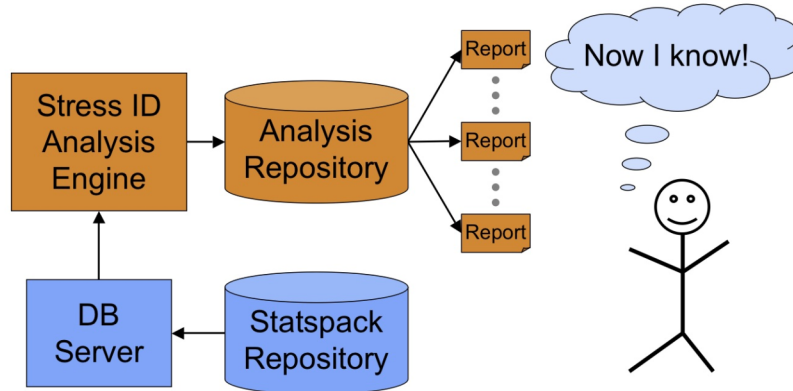 Stress ID
Analysis
Engine
Analysis
Repository
Report
Report
Report
Now I know!
DB
Server
Statspack
Repository